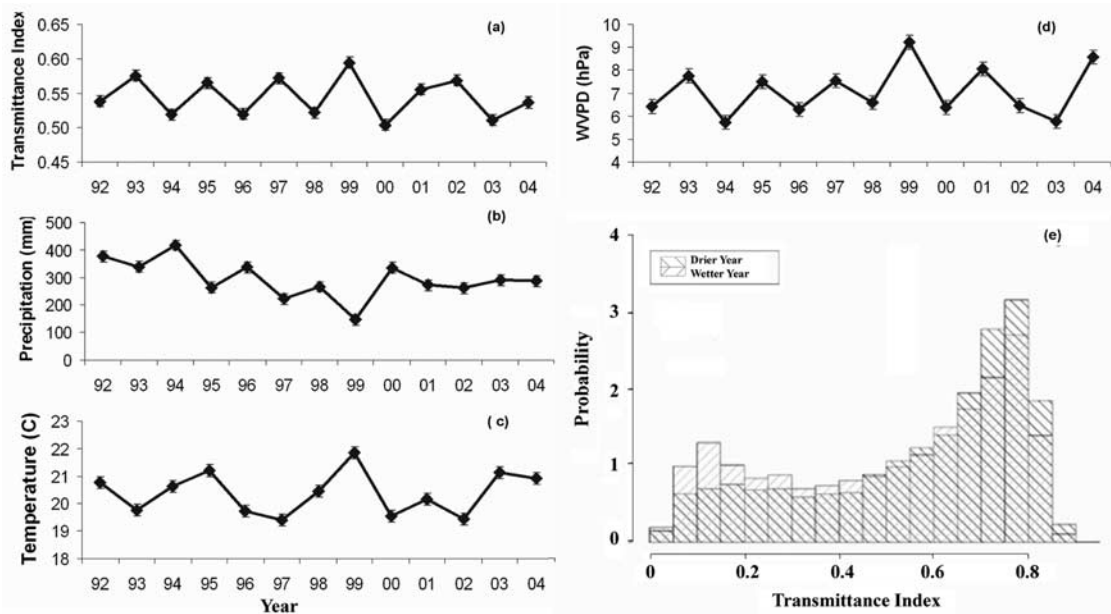 Transmittance Index
(a)
0.65
0.60
0.55
0.50
0.45
92 93 94 95 96 97 98 99 00 01 02 03 04
Precipitation (mm)
(b)
500
400
300
200
100
0
92 93 94 95 96 97 98 99 00 01 02 03 04
Temperature (C)
( c)
23
22
21
20
19
18
92 93 94 95 96 97 98 99 00 01 02 03 04
Year
WVPD (hPa)
(d)
10
9
8
7
6
5
4
92 93 94 95 96 97 98 99 00 01 02 03 04
(e)
Drier Year
Wetter Year
Probability
4
3
2
1
0
0 0.2 0.4 0.6 0.8
Transmittance Index